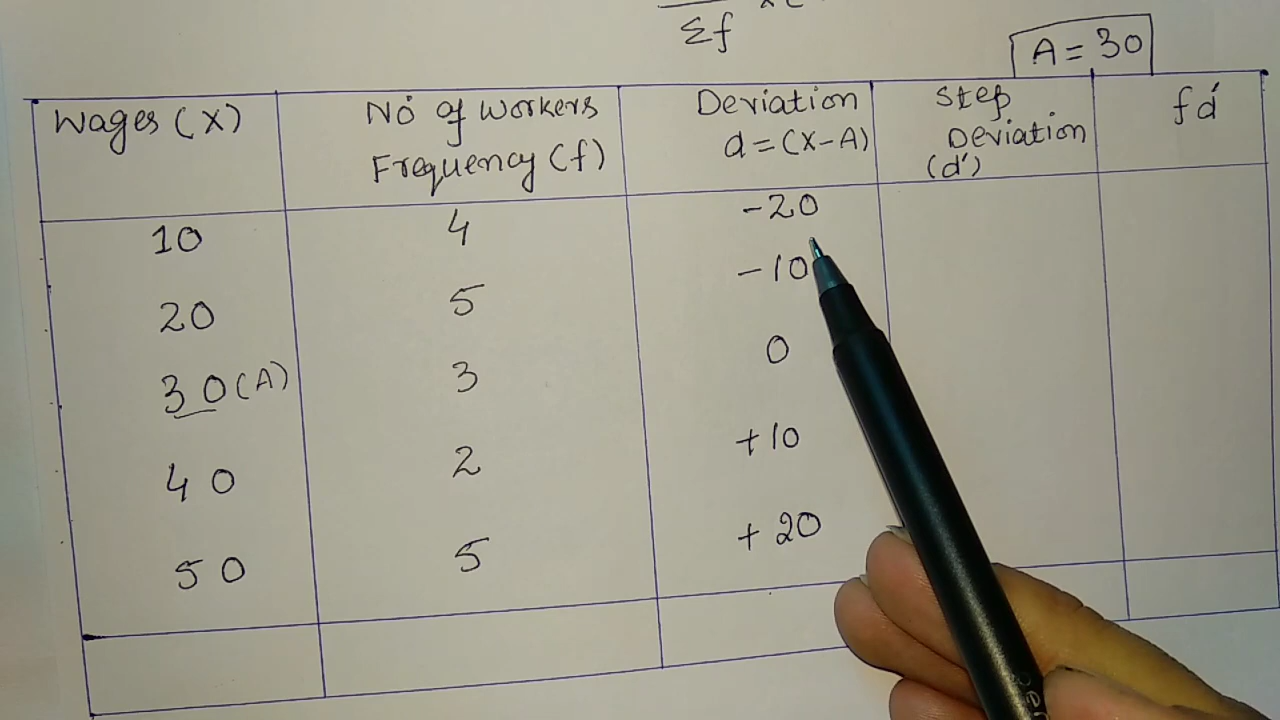 Σf
A = 30
Wages (X) No of Workers Frequency (f) Deviation d = (X-A) Step Deviation (d') fd'
10 4 -20
20 5 -10
30 (A) 3 0
40 2 +10
50 5 +20